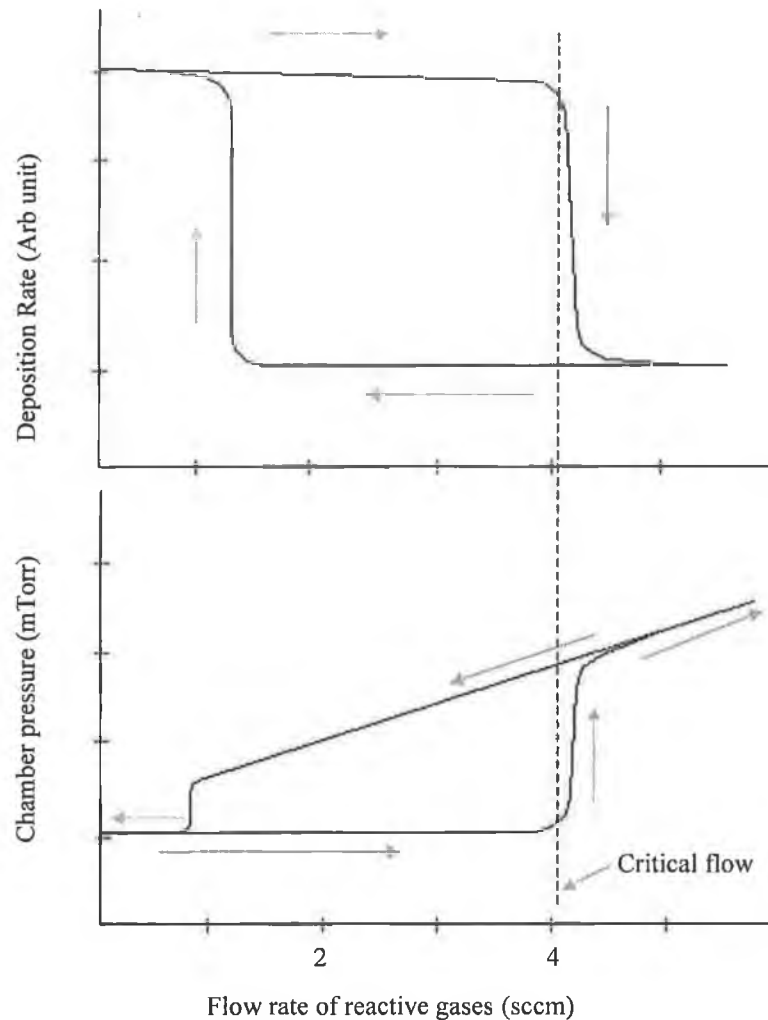 Deposition Rate (Arb unit)
Chamber pressure (mTorr)
Critical flow
2
4
Flow rate of reactive gases (sccm)